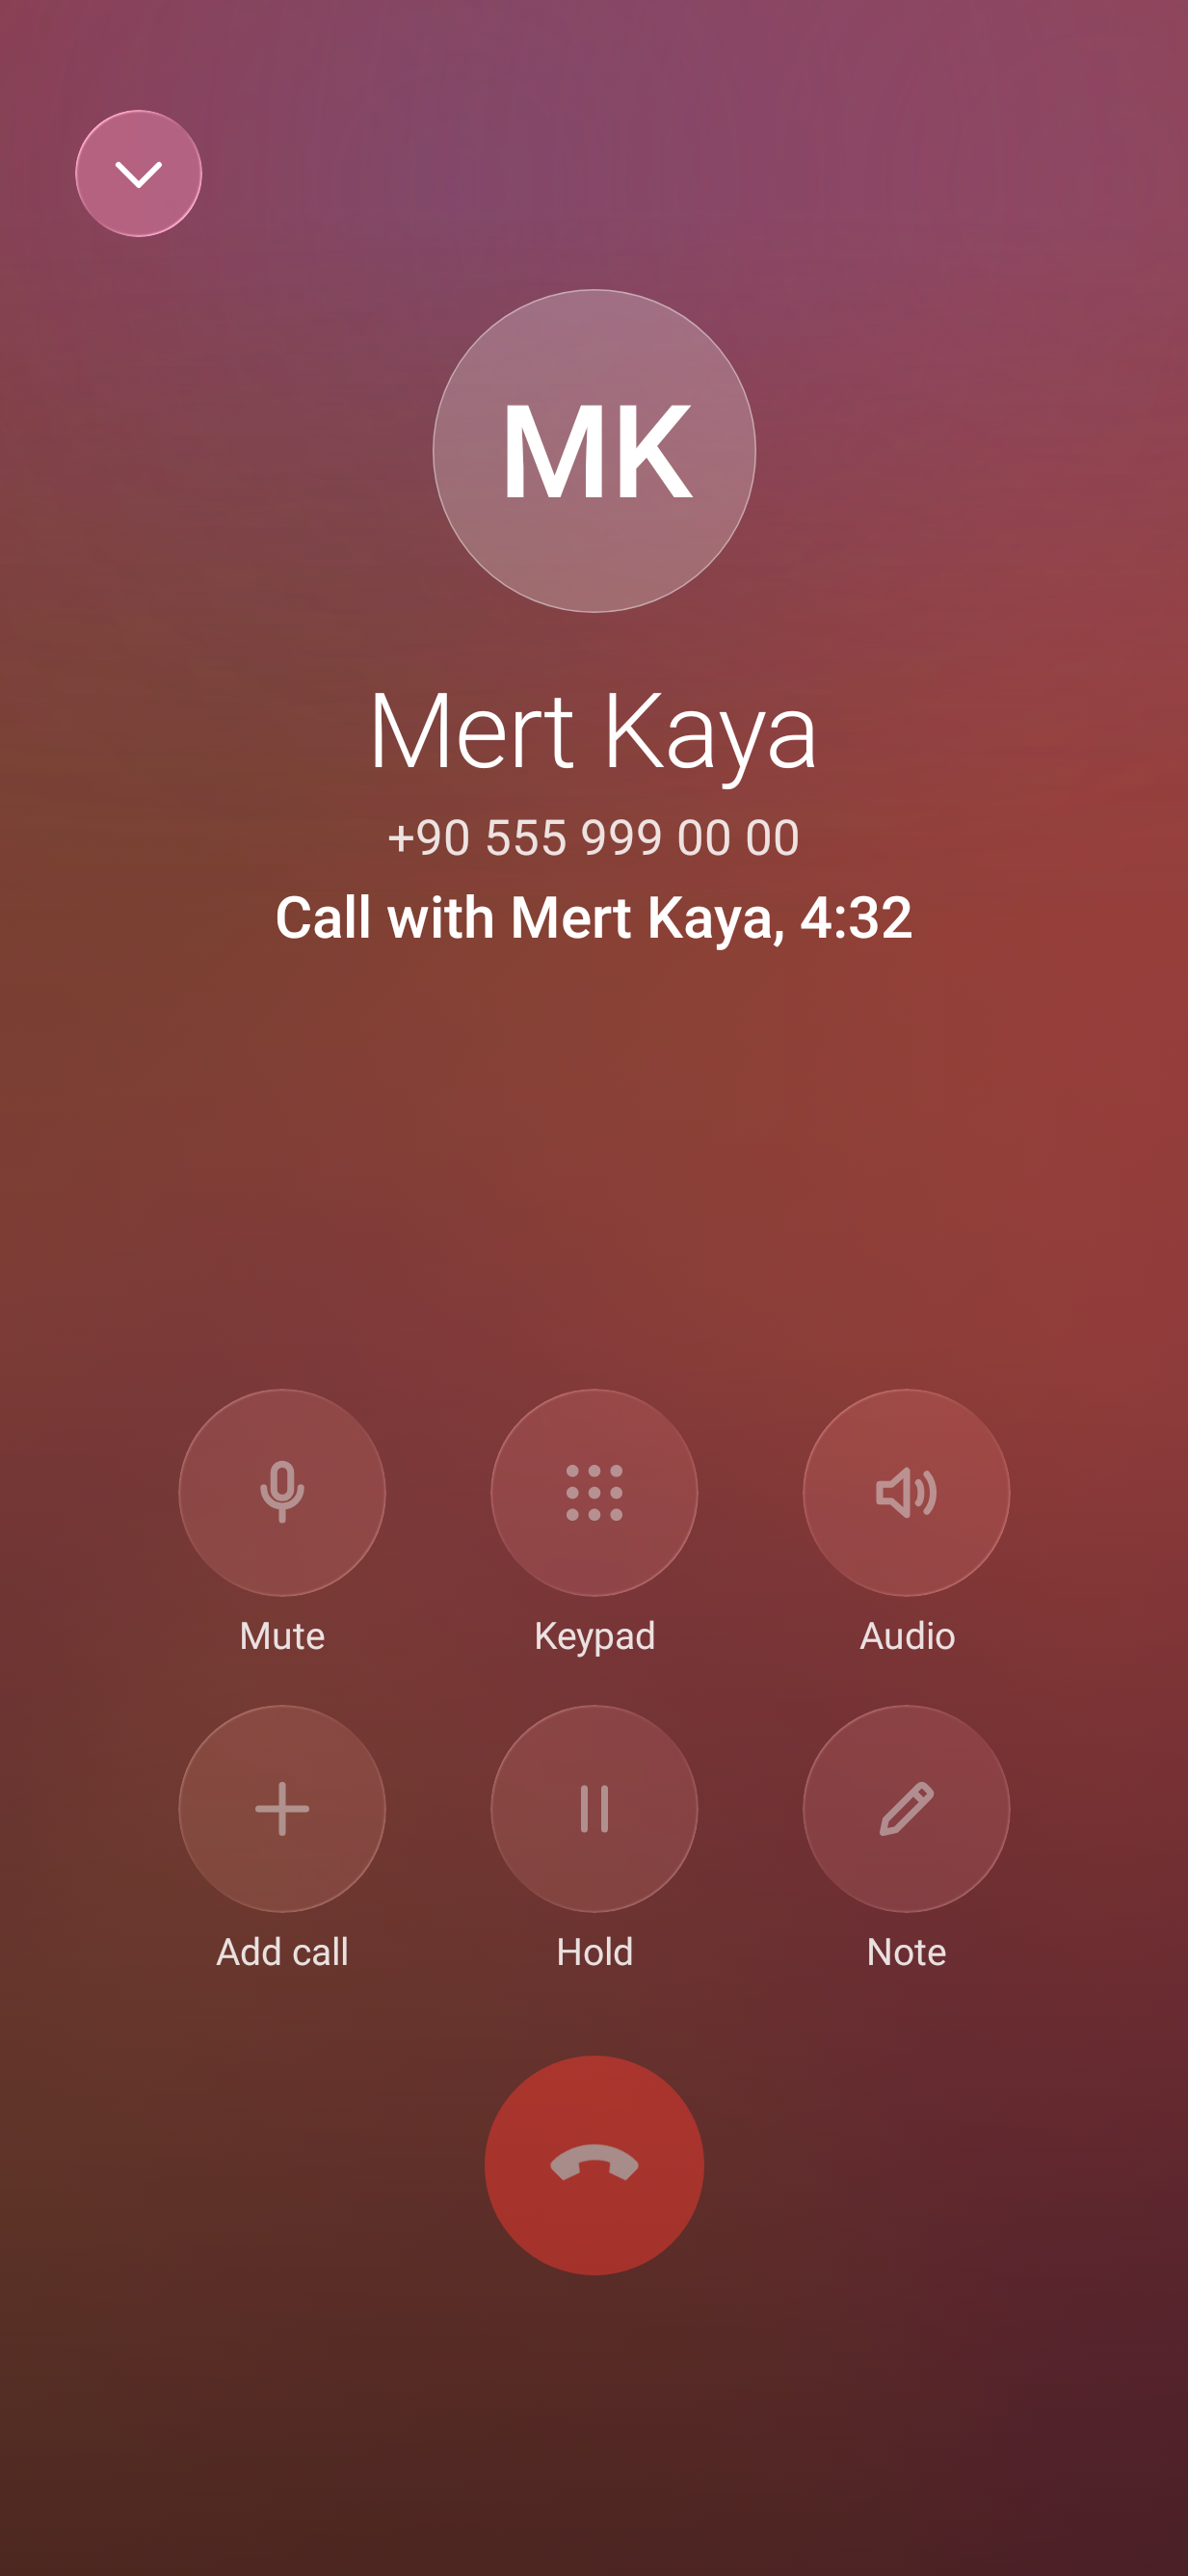 MK
Mert Kaya
+90 555 999 00 00
Call with Mert Kaya, 4:32
Mute
Keypad
Audio
Add call
Hold
Note